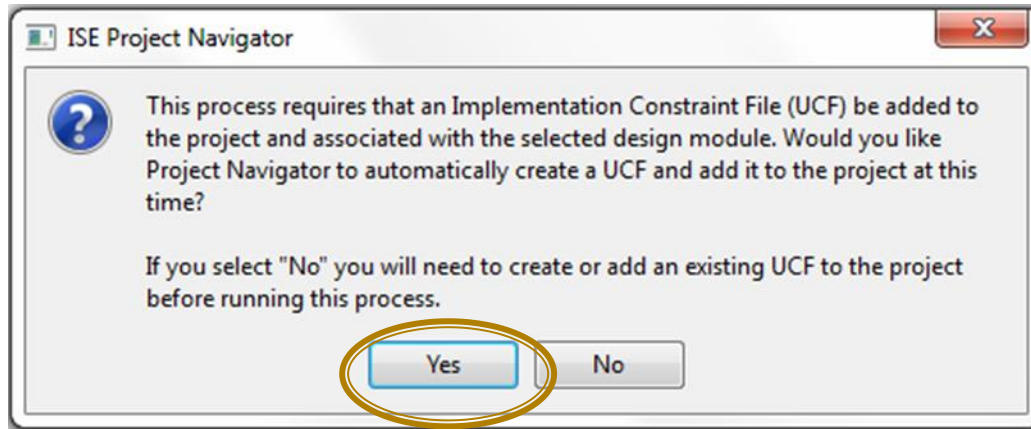 ISE Project Navigator
This process requires that an Implementation Constraint File (UCF) be added to
the project and associated with the selected design module. Would you like
Project Navigator to automatically create a UCF and add it to the project at this
time?
If you select "No" you will need to create or add an existing UCF to the project
before running this process.
Yes
No